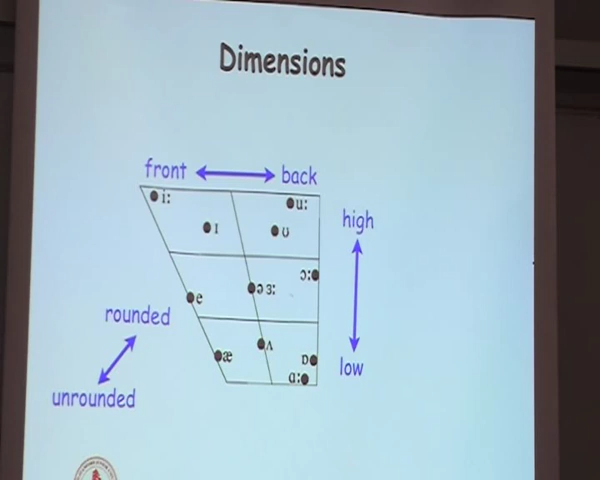 Dimensions
front back
i:
u:
high
ɪ
ʊ
ɔ:
ə ɜ:
e
rounded
ʌ
æ
ɒ
low
ɑ:
unrounded